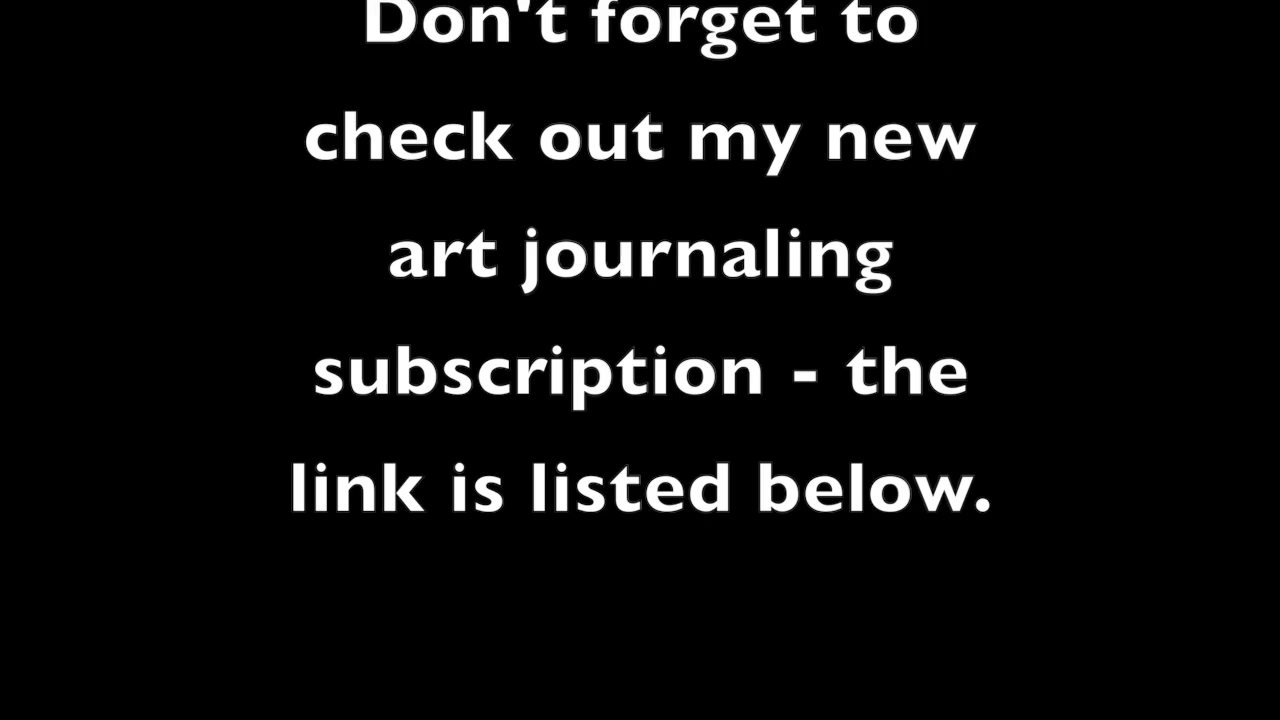 Don't forget to
check out my new
art journaling
subscription - the
link is listed below.